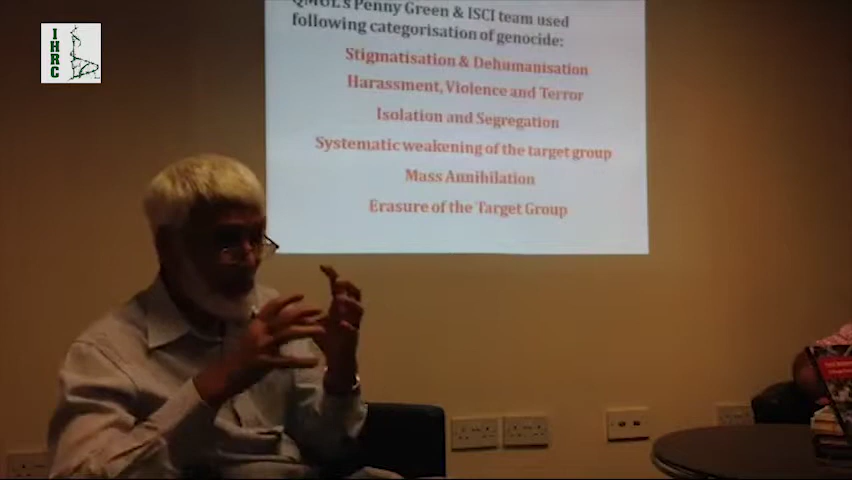 IHRC
QMUL's Penny Green & ISCI team used
following categorisation of genocide:
Stigmatisation & Dehumanisation
Harassment, Violence and Terror
Isolation and Segregation
Systematic weakening of the target group
Mass Annihilation
Erasure of the Target Group